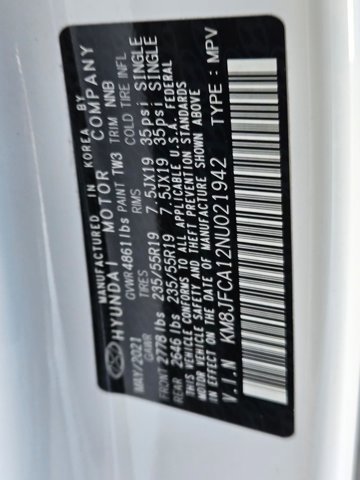 MANUFACTURED IN KOREA BY
HYUNDAI MOTOR COMPANY
GVWR 4861lbs PAINT TW3 TRIM NNB
MAY/2021 GAWR TIRES RIMS COLD TIRE INFL
FRONT 2778 lbs 235/55R19 7.5JX19 35psi SINGLE
REAR 2646 lbs 235/55R19 7.5JX19 35psi SINGLE
THIS VEHICLE CONFORMS TO ALL APPLICABLE U.S.A. FEDERAL
MOTOR VEHICLE SAFETY AND THEFT PREVENTION STANDARDS
IN EFFECT ON THE DATE OF MANUFACTURE SHOWN ABOVE
V.I.N KM8JFCA12NU021942 TYPE : MPV